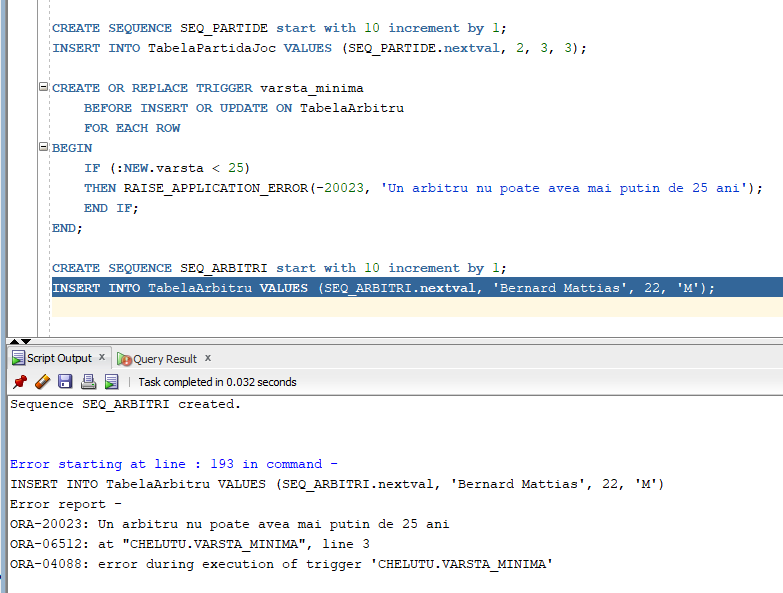 CREATE SEQUENCE SEQ_PARTIDE start with 10 increment by 1;
INSERT INTO TabelaPartidaJoc VALUES (SEQ_PARTIDE.nextval, 2, 3, 3);
CREATE OR REPLACE TRIGGER varsta_minima
BEFORE INSERT OR UPDATE ON TabelaArbitru
FOR EACH ROW
BEGIN
IF (:NEW.varsta < 25)
THEN RAISE_APPLICATION_ERROR(-20023, 'Un arbitru nu poate avea mai putin de 25 ani');
END IF;
END;
CREATE SEQUENCE SEQ_ARBITRI start with 10 increment by 1;
INSERT INTO TabelaArbitru VALUES (SEQ_ARBITRI.nextval, 'Bernard Mattias', 22, 'M');
Script Output x Query Result x
Task completed in 0.032 seconds
Sequence SEQ_ARBITRI created.
Error starting at line : 193 in command -
INSERT INTO TabelaArbitru VALUES (SEQ_ARBITRI.nextval, 'Bernard Mattias', 22, 'M')
Error report -
ORA-20023: Un arbitru nu poate avea mai putin de 25 ani
ORA-06512: at "CHELUTU.VARSTA_MINIMA", line 3
ORA-04088: error during execution of trigger 'CHELUTU.VARSTA_MINIMA'